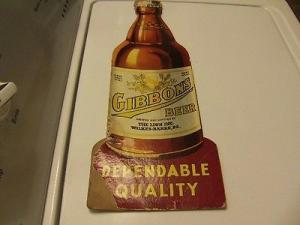 GIBBONS
BEER
THE LION INC.
WILKES-BARRE, PA.
DEPENDABLE
QUALITY